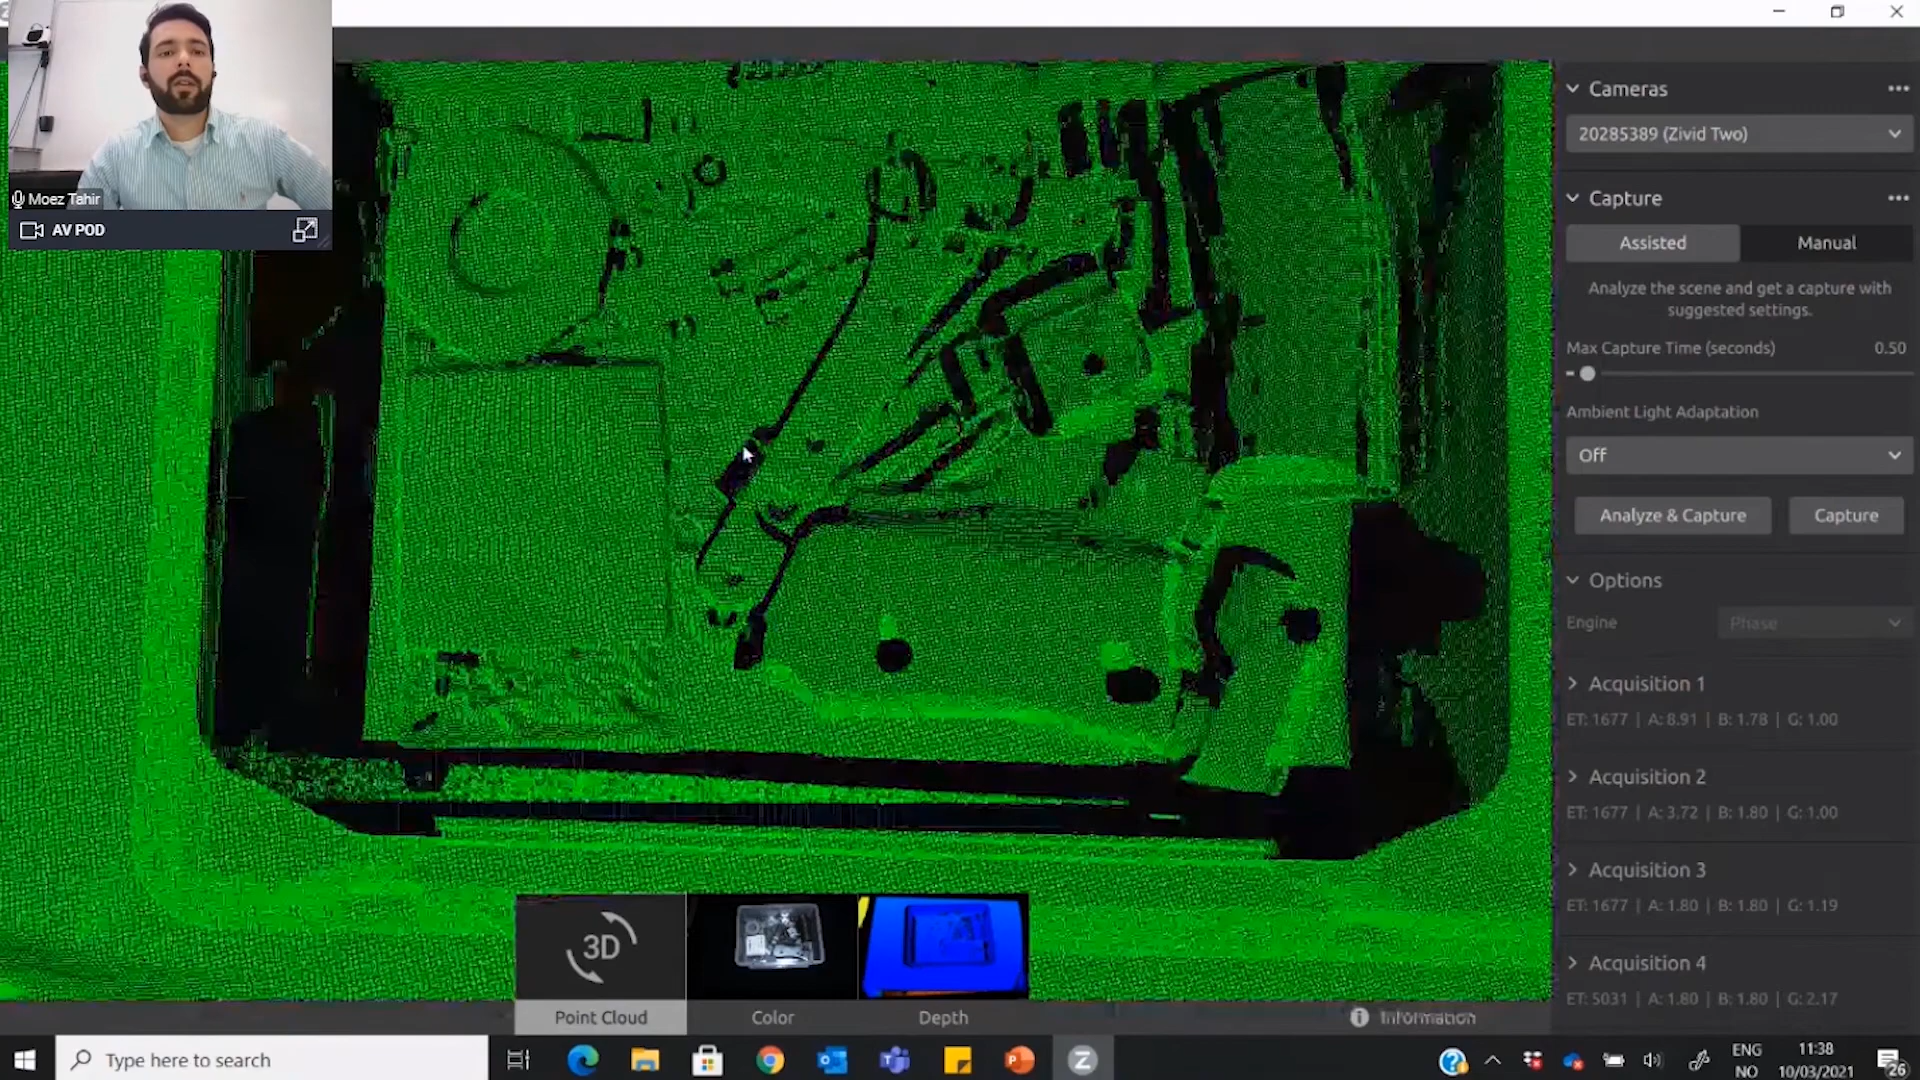 Moez Tahir
AV POD
Cameras
20285389 (Zivid Two)
Capture
Assisted
Manual
Analyze the scene and get a capture with
suggested settings.
Max Capture Time (seconds)
0.50
Ambient Light Adaptation
Off
Analyze & Capture
Capture
Options
Engine
Phase
Acquisition 1
ET: 1677 | A: 8.91 | B: 1.78 | G: 1.00
Acquisition 2
ET: 1677 | A: 3.72 | B: 1.80 | G: 1.00
Acquisition 3
ET: 1677 | A: 1.80 | B: 1.80 | G: 1.19
Acquisition 4
ET: 5031 | A: 1.80 | B: 1.80 | G: 2.17
3D
Point Cloud
Color
Depth
Information
Type here to search
ENG
NO
11:38
10/03/2021
26